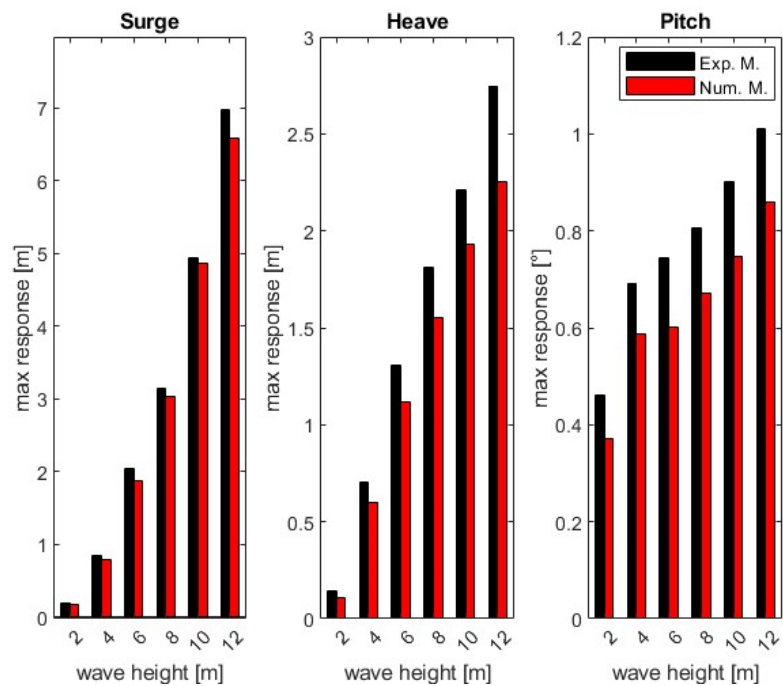 Surge
7
6
5
4
3
2
1
0
max response [m]
2 4 6 8 10 12
wave height [m]
Heave
3
2.5
2
1.5
1
0.5
0
max response [m]
2 4 6 8 10 12
wave height [m]
Pitch
1.2
1
0.8
0.6
0.4
0.2
0
max response [°]
2 4 6 8 10 12
wave height [m]
Exp. M.
Num. M.